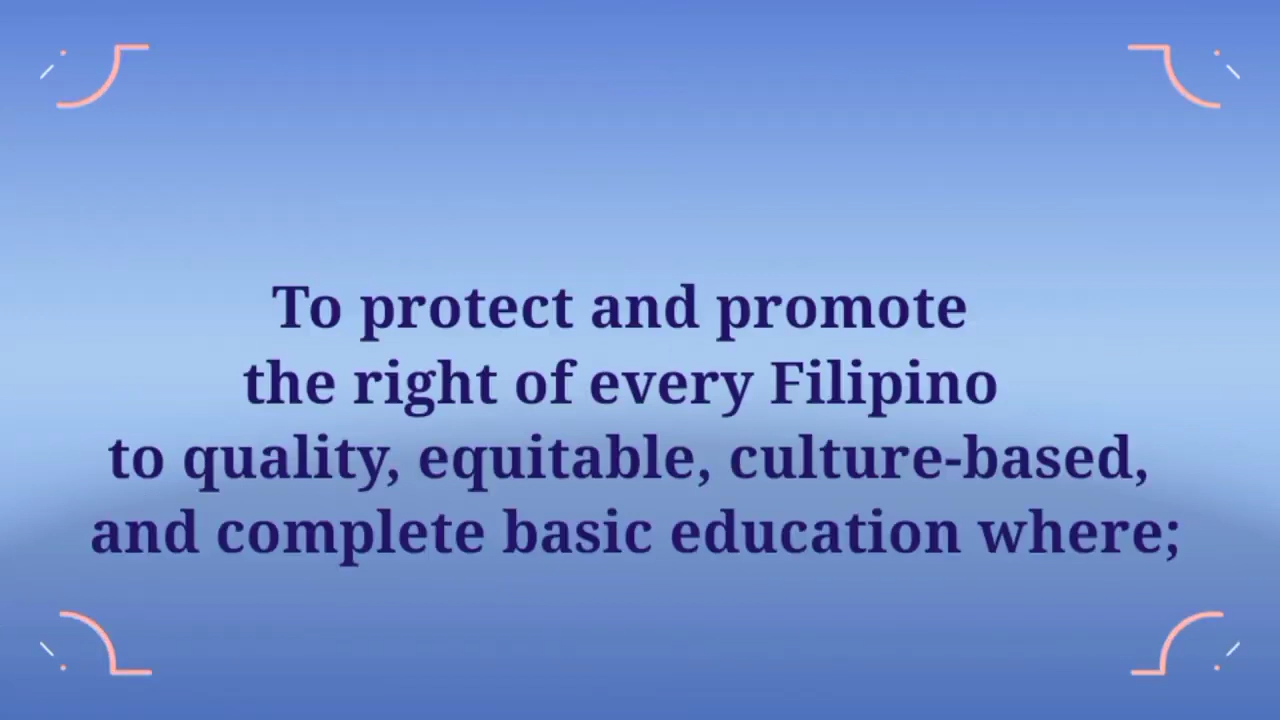 To protect and promote
the right of every Filipino
to quality, equitable, culture-based,
and complete basic education where;